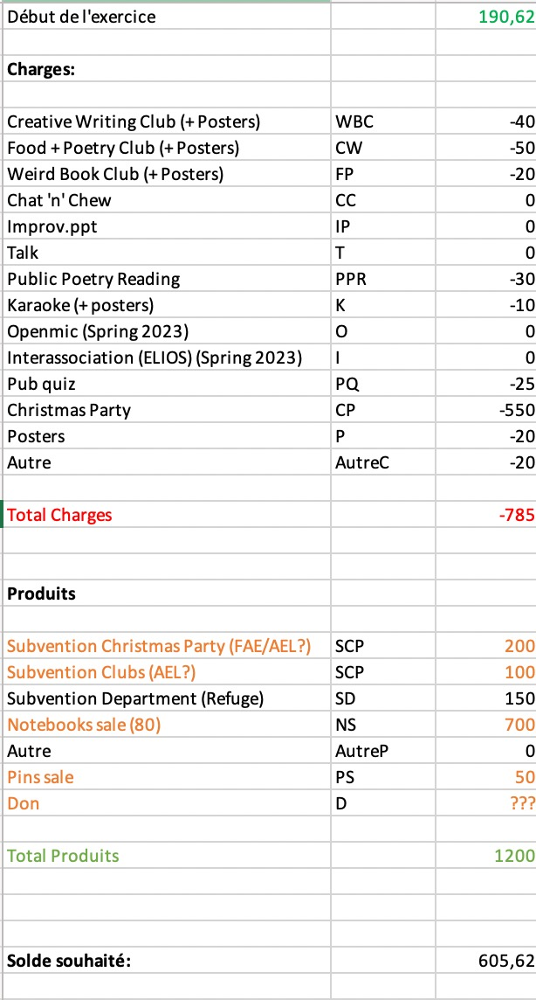 Début de l'exercice 190,62
Charges:
Creative Writing Club (+ Posters) WBC -40
Food + Poetry Club (+ Posters) CW -50
Weird Book Club (+ Posters) FP -20
Chat 'n' Chew CC 0
Improv.ppt IP 0
Talk T 0
Public Poetry Reading PPR -30
Karaoke (+ posters) K -10
Openmic (Spring 2023) O 0
Interassociation (ELIOS) (Spring 2023) I 0
Pub quiz PQ -25
Christmas Party CP -550
Posters P -20
Autre AutreC -20
Total Charges -785
Produits
Subvention Christmas Party (FAE/AEL?) SCP 200
Subvention Clubs (AEL?) SCP 100
Subvention Department (Refuge) SD 150
Notebooks sale (80) NS 700
Autre AutreP 0
Pins sale PS 50
Don D ???
Total Produits 1200
Solde souhaité: 605,62